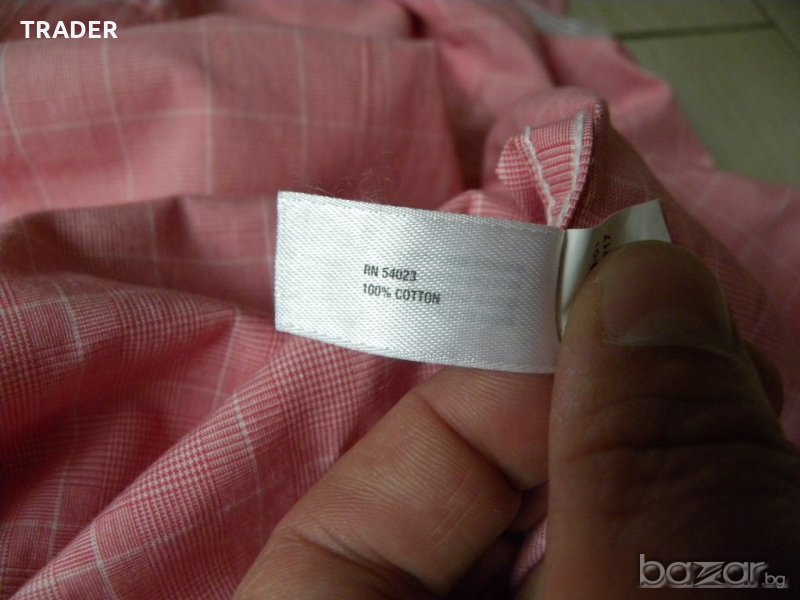 TRADER
RN 54023
100% COTTON
bazar.bg